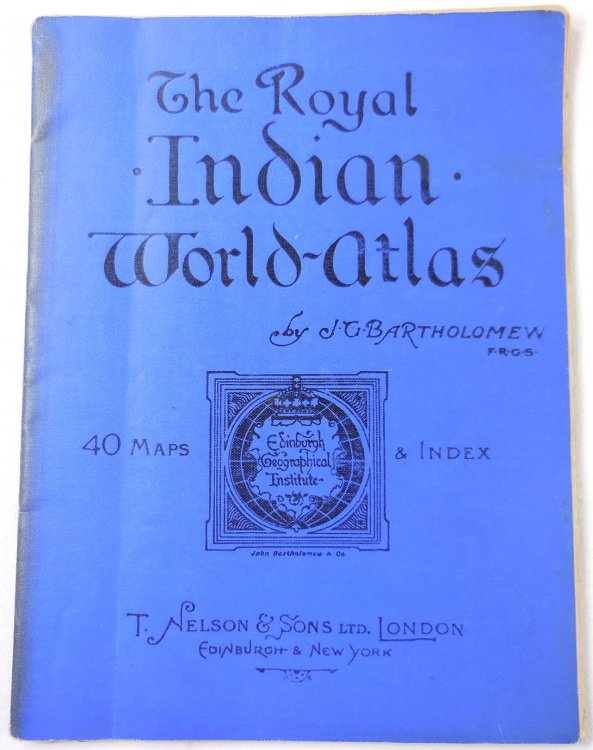 The Royal
· Indian ·
World-Atlas
by J·G·BARTHOLOMEW
F·R·G·S·
40 MAPS & INDEX
Edinburgh
Geographical
Institute
John Bartholomew & Co.
T. NELSON & SONS LTD. LONDON
EDINBURGH & NEW YORK